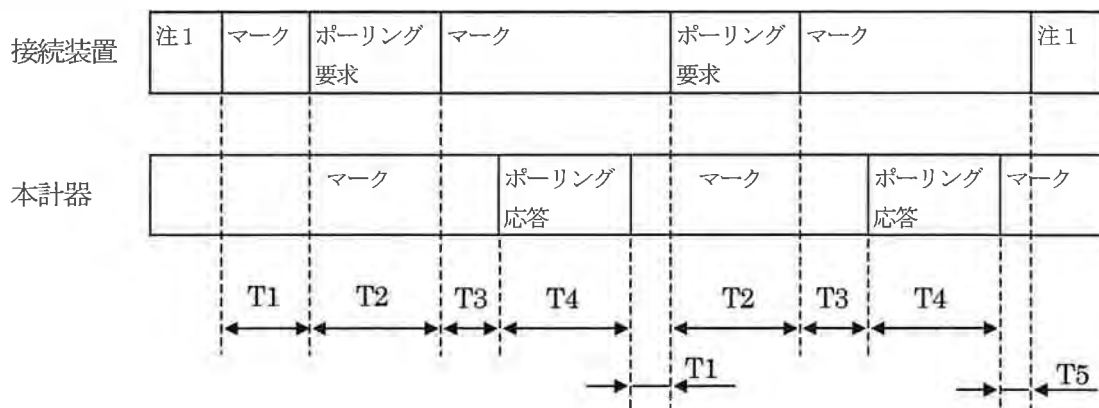 接続装置
注１
マーク
ポーリング
要求
マーク
ポーリング
要求
マーク
注１
本計器
マーク
ポーリング
応答
マーク
ポーリング
応答
マーク
T1
T2
T3
T4
T2
T3
T4
T1
T5